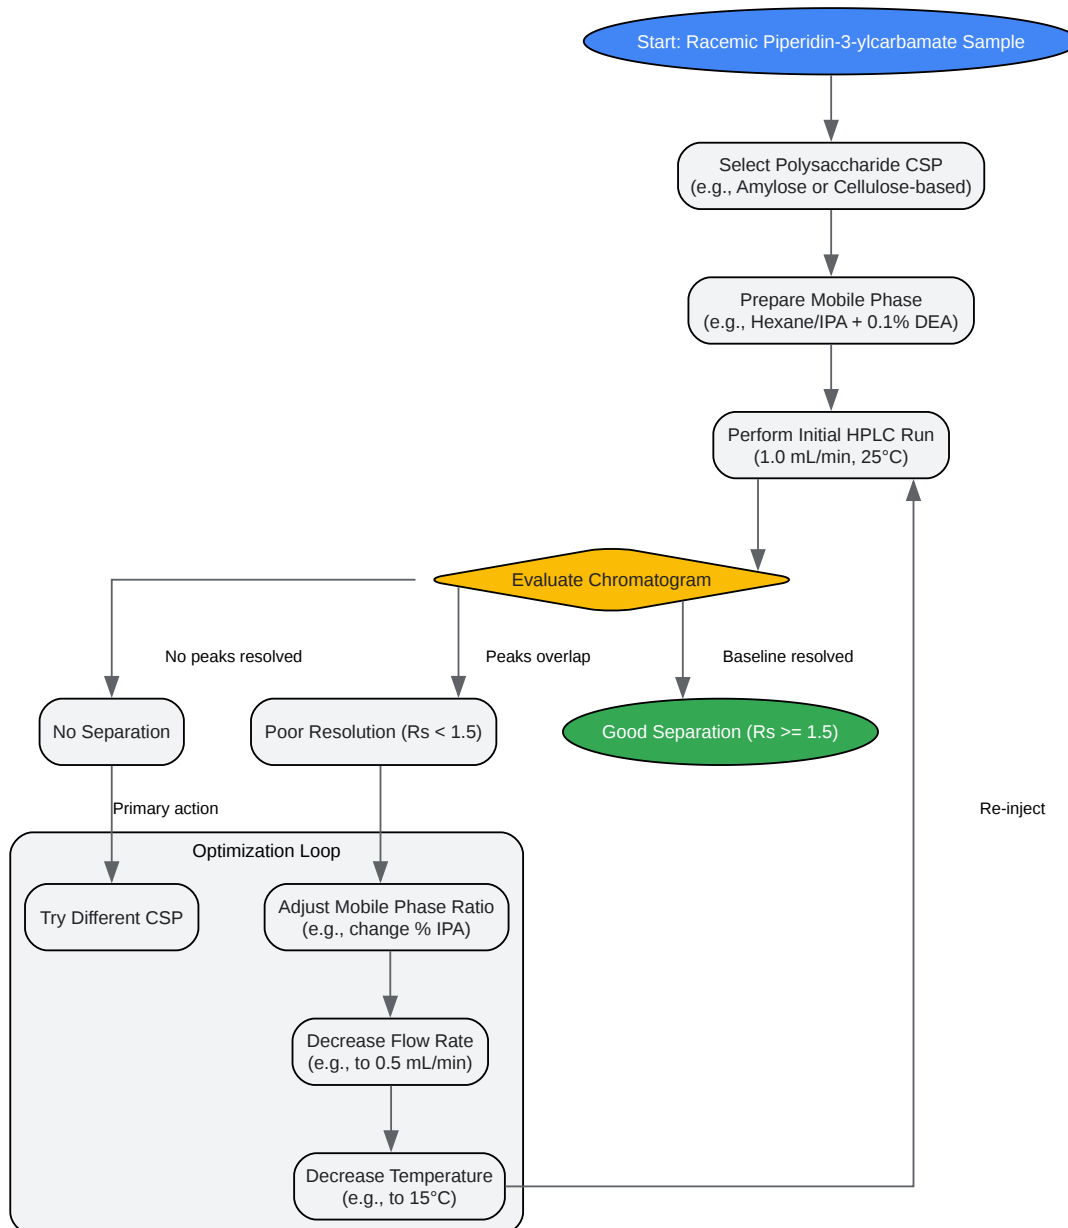 Start: Racemic Piperidin-3-ylcarbamate Sample
Select Polysaccharide CSP
(e.g., Amylose or Cellulose-based)
Prepare Mobile Phase
(e.g., Hexane/IPA + 0.1% DEA)
Perform Initial HPLC Run
(1.0 mL/min, 25°C)
Evaluate Chromatogram
No peaks resolved
Peaks overlap
Baseline resolved
No Separation
Poor Resolution (Rs < 1.5)
Good Separation (Rs >= 1.5)
Primary action
Re-inject
Optimization Loop
Try Different CSP
Adjust Mobile Phase Ratio
(e.g., change % IPA)
Decrease Flow Rate
(e.g., to 0.5 mL/min)
Decrease Temperature
(e.g., to 15°C)